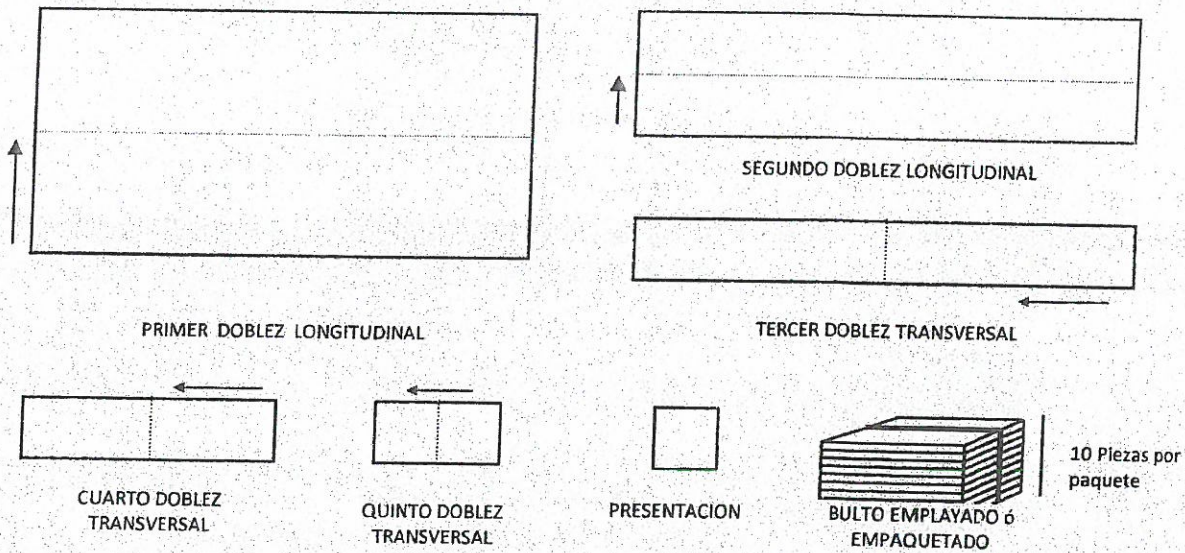 SEGUNDO DOBLEZ LONGITUDINAL
PRIMER DOBLEZ LONGITUDINAL
TERCER DOBLEZ TRANSVERSAL
CUARTO DOBLEZ
TRANSVERSAL
QUINTO DOBLEZ
TRANSVERSAL
PRESENTACION
BULTO EMPLAYADO ó
EMPAQUETADO
10 Piezas por
paquete